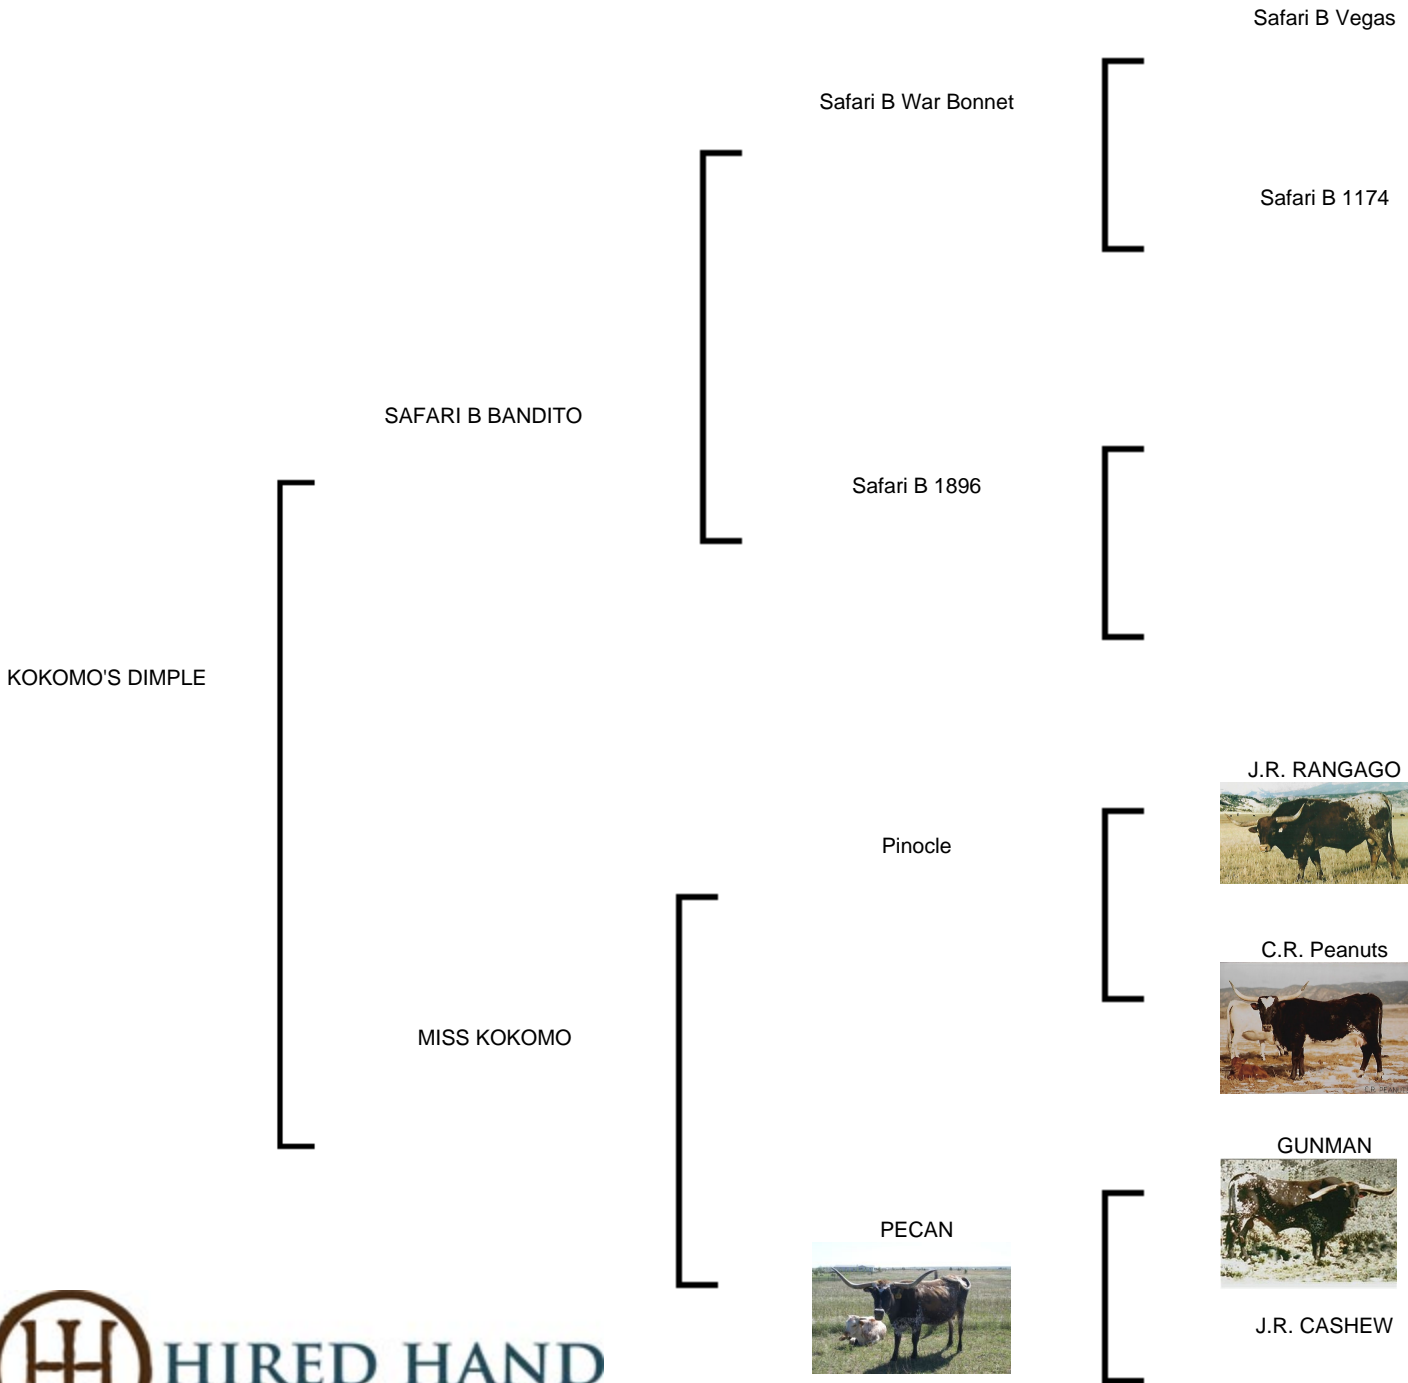 Safari B Vegas
Safari B War Bonnet
Safari B 1174
SAFARI B BANDITO
Safari B 1896
KOKOMO'S DIMPLE
J.R. RANGAGO
Pinocle
C.R. Peanuts
C.R. PEANUTS
MISS KOKOMO
GUNMAN
PECAN
J.R. CASHEW
HIRED HAND